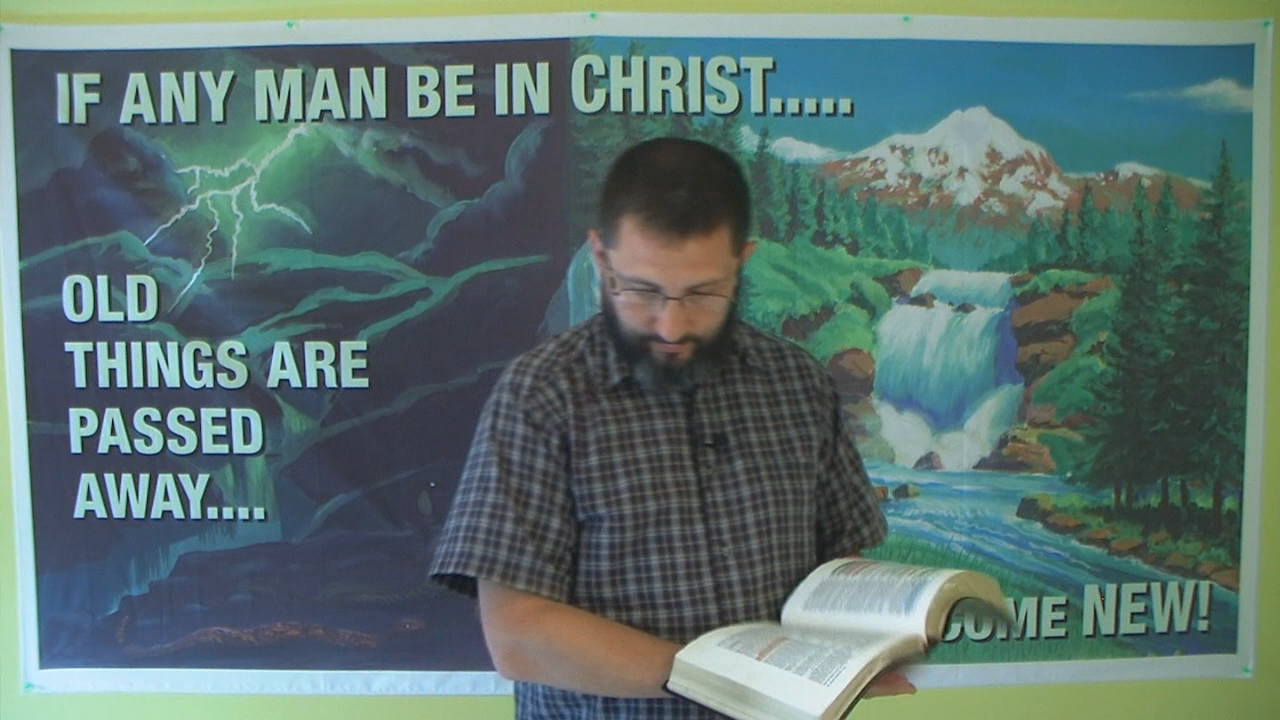 IF ANY MAN BE IN CHRIST.....
OLD
THINGS ARE
PASSED
AWAY....
COME NEW!